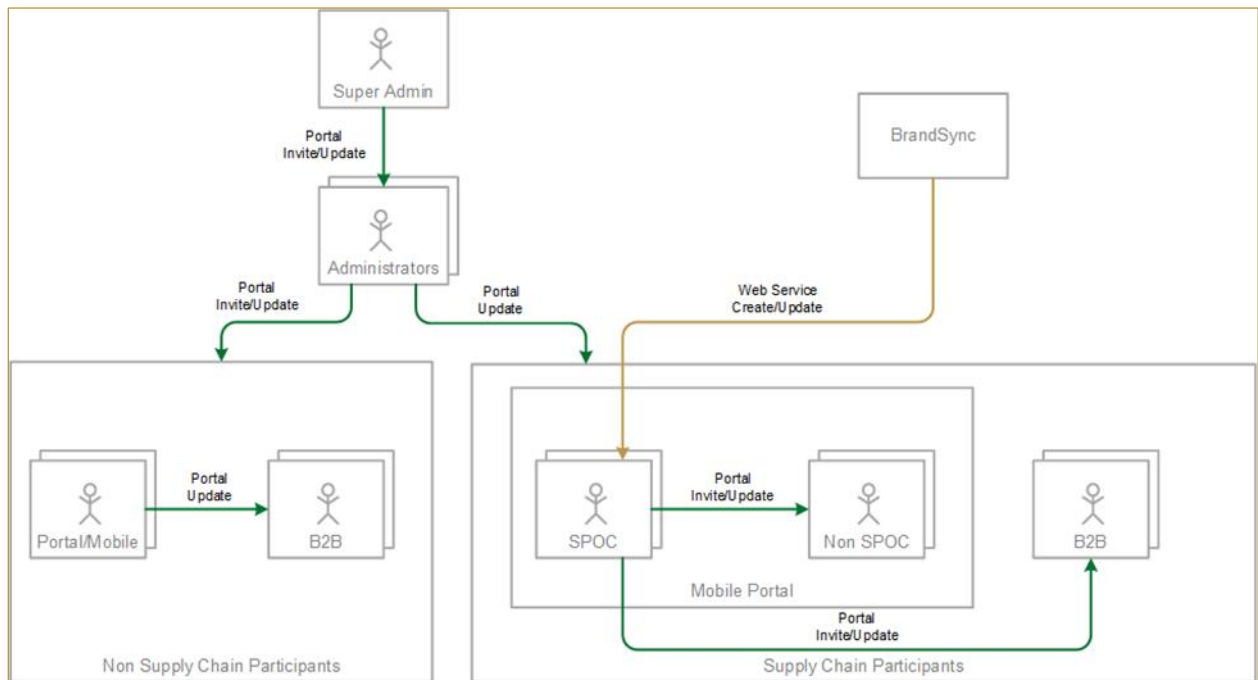 Super Admin
BrandSync
Portal
Invite/Update
Administrators
Portal
Invite/Update
Portal
Update
Web Service
Create/Update
Portal/Mobile
Portal
Update
B2B
SPOC
Portal
Invite/Update
Non SPOC
B2B
Mobile Portal
Portal
Invite/Update
Non Supply Chain Participants
Supply Chain Participants